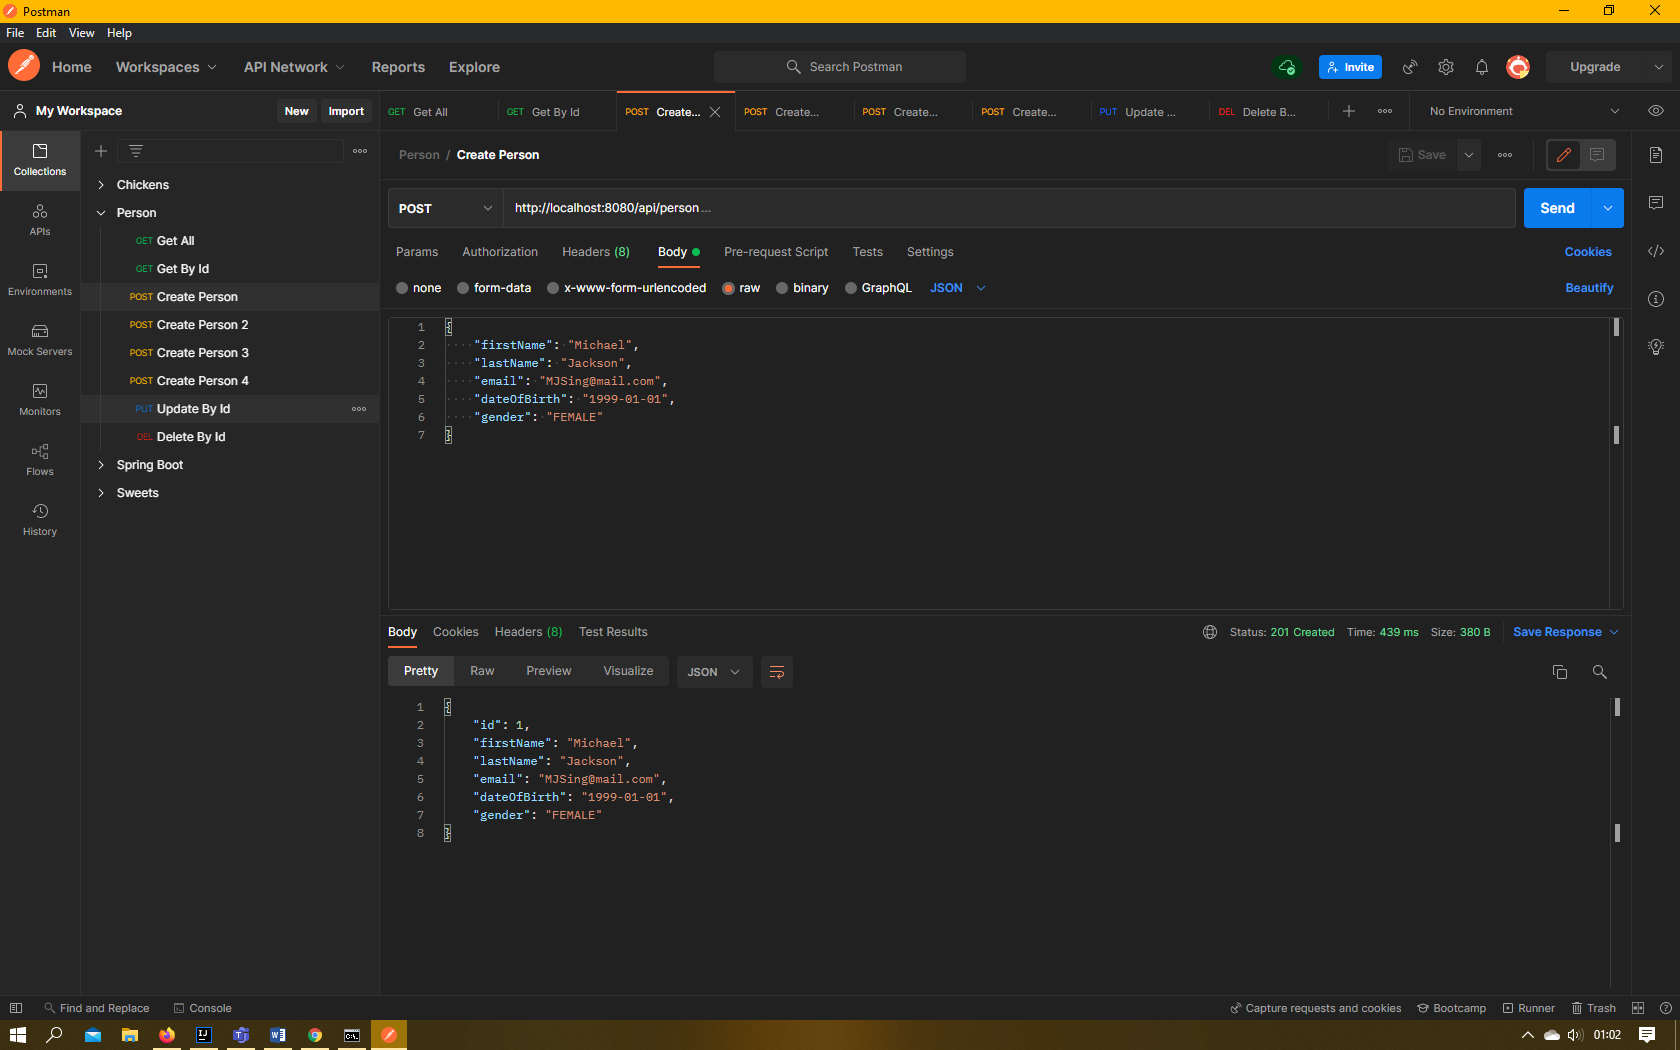 Postman
File Edit View Help
Home Workspaces API Network Reports Explore Search Postman Invite Upgrade
My Workspace New Import
GET Get All GET Get By Id POST Create... POST Create... POST Create... POST Create... PUT Update ... DEL Delete B... No Environment
Collections
APIs
Environments
Mock Servers
Monitors
Flows
History
Chickens
Person
GET Get All
GET Get By Id
POST Create Person
POST Create Person 2
POST Create Person 3
POST Create Person 4
PUT Update By Id
DEL Delete By Id
Spring Boot
Sweets
Person / Create Person Save
POST http://localhost:8080/api/person ... Send
Params Authorization Headers (8) Body Pre-request Script Tests Settings Cookies
none form-data x-www-form-urlencoded raw binary GraphQL JSON Beautify
1 {
2 "firstName": "Michael",
3 "lastName": "Jackson",
4 "email": "MJSing@mail.com",
5 "dateOfBirth": "1999-01-01",
6 "gender": "FEMALE"
7 }
Body Cookies Headers (8) Test Results Status: 201 Created Time: 439 ms Size: 380 B Save Response
Pretty Raw Preview Visualize JSON
1 {
2 "id": 1,
3 "firstName": "Michael",
4 "lastName": "Jackson",
5 "email": "MJSing@mail.com",
6 "dateOfBirth": "1999-01-01",
7 "gender": "FEMALE"
8 }
Find and Replace Console Capture requests and cookies Bootcamp Runner Trash
01:02